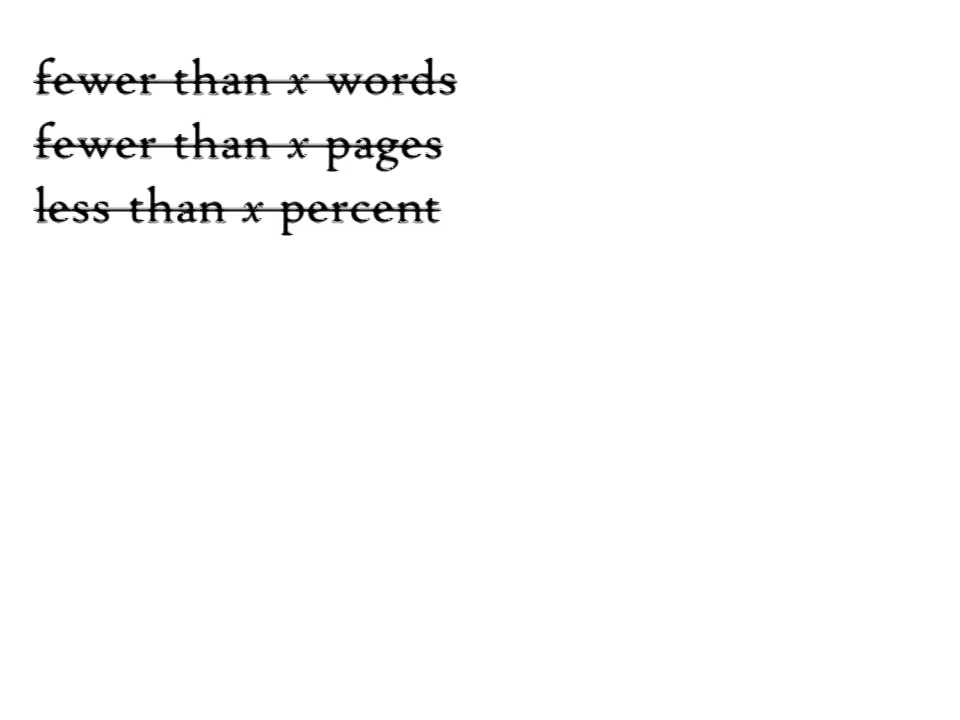 fewer than x words
fewer than x pages
less than x percent